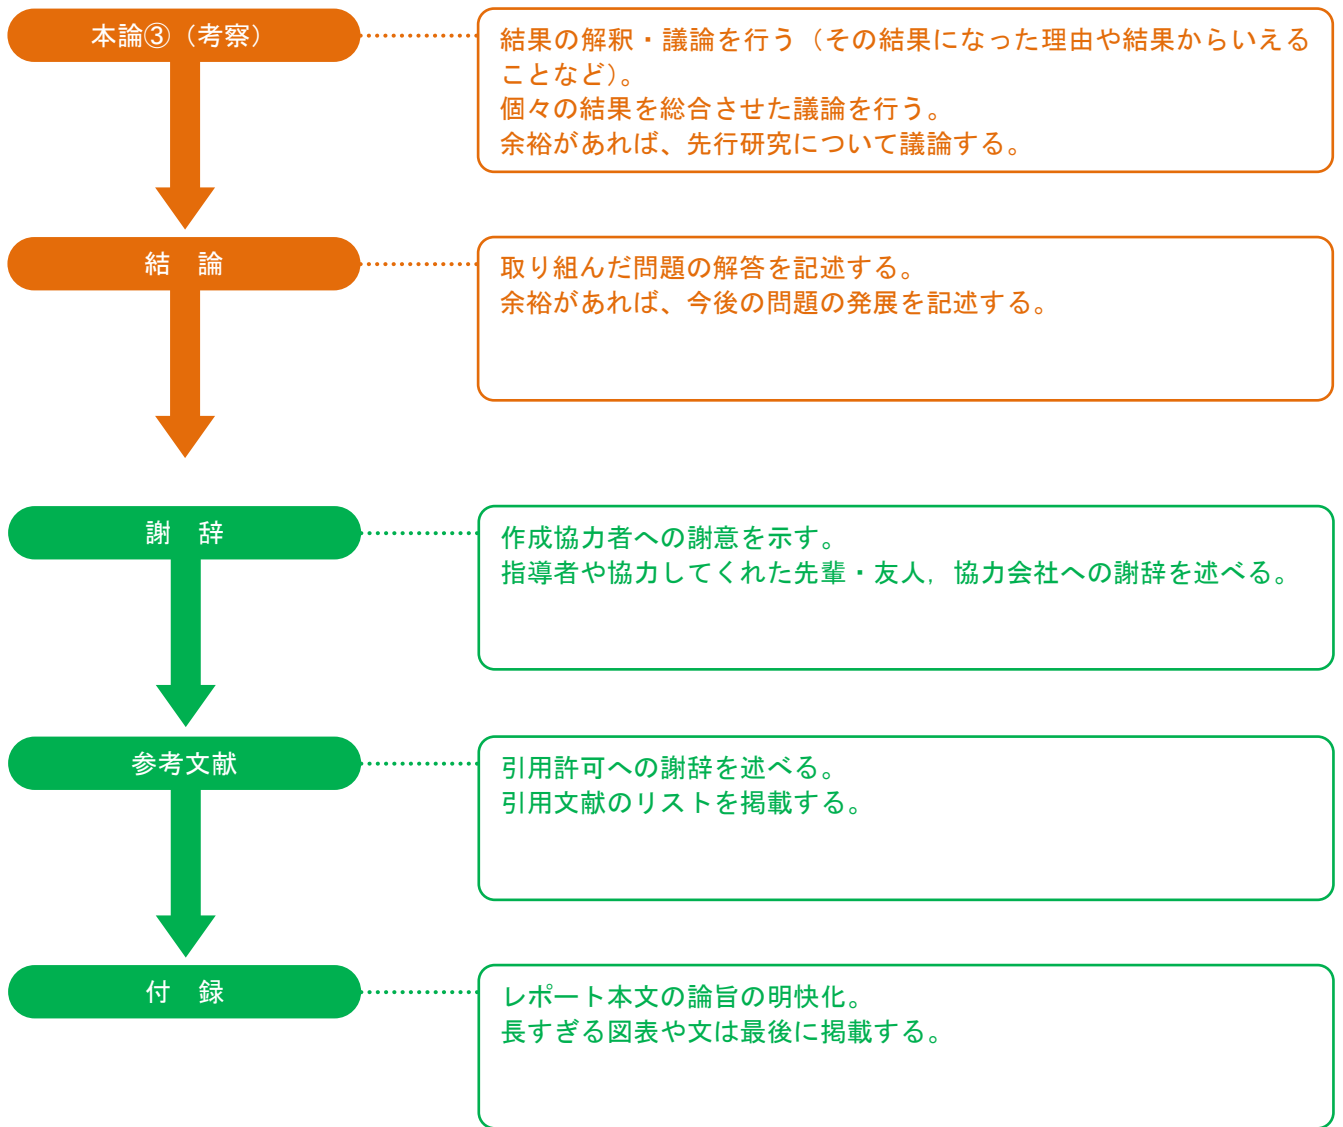 本論③（考察）
結果の解釈・議論を行う（その結果になった理由や結果からいえる
ことなど）。
個々の結果を総合させた議論を行う。
余裕があれば、先行研究について議論する。
結　論
取り組んだ問題の解答を記述する。
余裕があれば、今後の問題の発展を記述する。
謝　辞
作成協力者への謝意を示す。
指導者や協力してくれた先輩・友人，協力会社への謝辞を述べる。
参考文献
引用許可への謝辞を述べる。
引用文献のリストを掲載する。
付　録
レポート本文の論旨の明快化。
長すぎる図表や文は最後に掲載する。